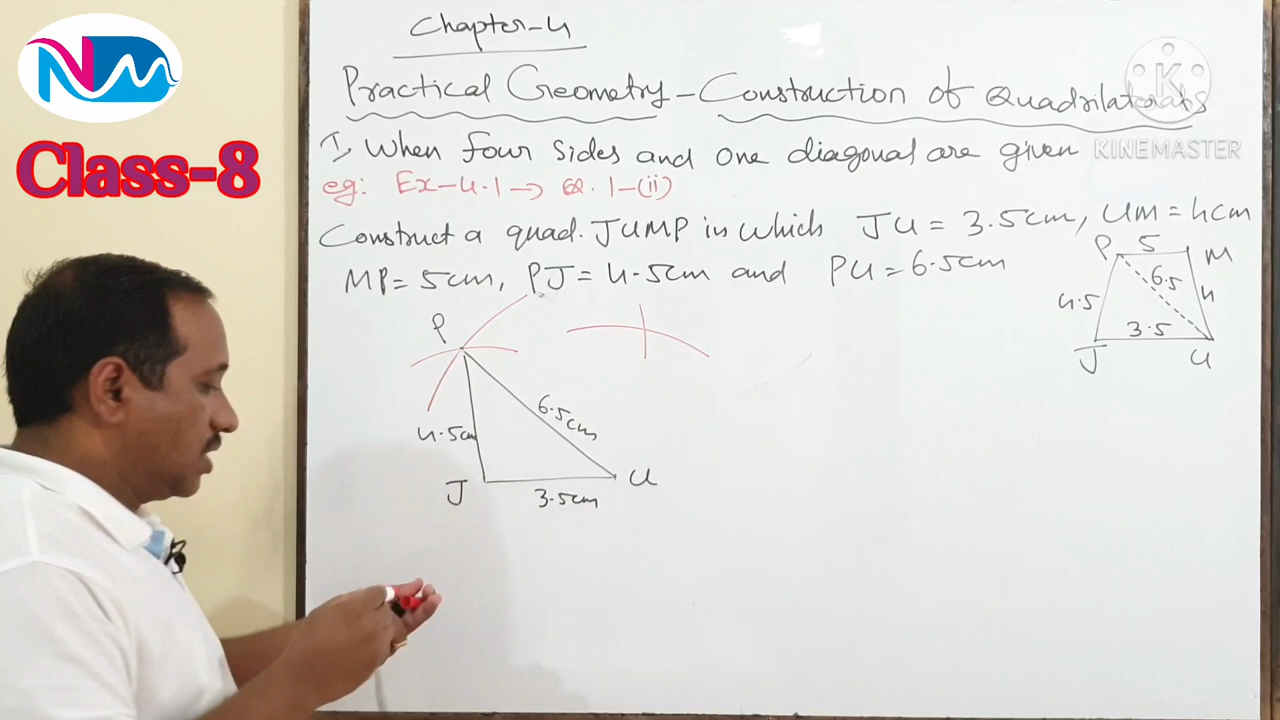 NDM
Class-8
Chapter-4
Practical Geometry-Construction of Quadrilaterals
K
KINEMASTER
I, When four sides and one diagonal are given
eg: Ex-4.1→ Q.1-(ii)
Construct a quad. JUMP in which JU = 3.5cm, UM = 4cm
MP= 5cm, PJ= 4.5cm and PU= 6.5cm
P 5 M
6.5
4.5 4
3.5
J U
P
6.5cm
4.5cm
J U
3.5cm